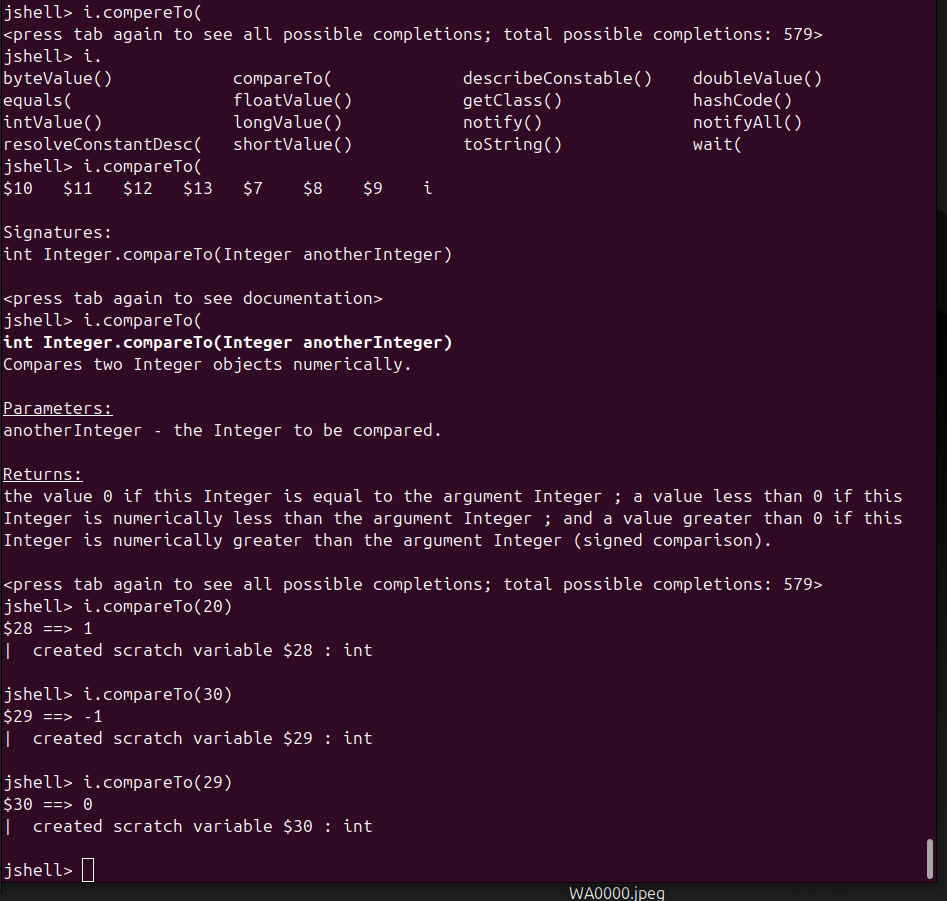 jshell> i.compereTo(
<press tab again to see all possible completions; total possible completions: 579>
jshell> i.
byteValue()            compareTo(             describeConstable()    doubleValue()
equals(                floatValue()           getClass()             hashCode()
intValue()             longValue()            notify()               notifyAll()
resolveConstantDesc(   shortValue()           toString()             wait(
jshell> i.compareTo(
$10   $11   $12   $13   $7    $8    $9    i

Signatures:
int Integer.compareTo(Integer anotherInteger)

<press tab again to see documentation>
jshell> i.compareTo(
int Integer.compareTo(Integer anotherInteger)
Compares two Integer objects numerically.

Parameters:
anotherInteger - the Integer to be compared.

Returns:
the value 0 if this Integer is equal to the argument Integer ; a value less than 0 if this
Integer is numerically less than the argument Integer ; and a value greater than 0 if this
Integer is numerically greater than the argument Integer (signed comparison).

<press tab again to see all possible completions; total possible completions: 579>
jshell> i.compareTo(20)
$28 ==> 1
|  created scratch variable $28 : int

jshell> i.compareTo(30)
$29 ==> -1
|  created scratch variable $29 : int

jshell> i.compareTo(29)
$30 ==> 0
|  created scratch variable $30 : int

jshell>
WA0000.jpeg